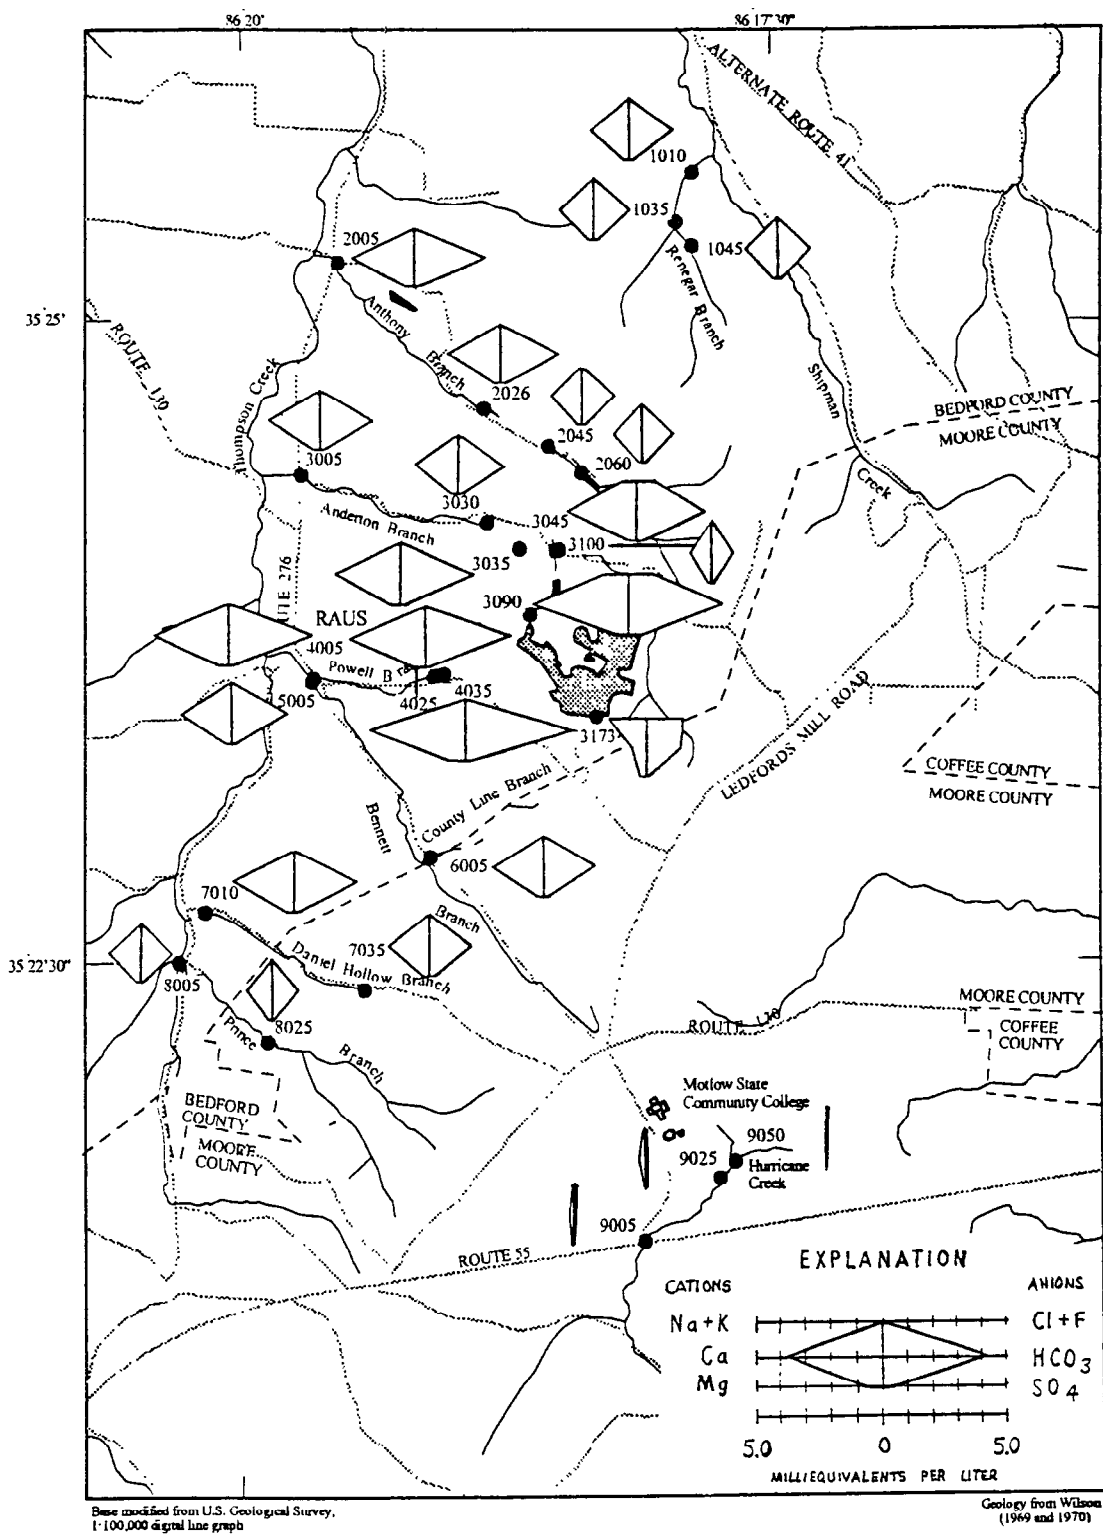 86 20'
86 17'30"
ALTERNATE ROUTE 41
1010
1035
1045
Renegar Branch
2005
35 25'
ROUTE 130
Anthony
Branch
Thompson Creek
Shipman
Creek
2026
BEDFORD COUNTY
MOORE COUNTY
2045
2060
3005
3030
Anderton Branch
3045
3035
3100
3090
RAUS
4005
Powell Bra
5005
4025
4035
3173
LEDFORDS MILL ROAD
COFFEE COUNTY
MOORE COUNTY
County Line Branch
Bennett
Branch
6005
7010
7035
Daniel Hollow Branch
35 22'30"
8005
8025
Prince
Branch
MOORE COUNTY
COFFEE
COUNTY
ROUTE 130
Motlow State
Community College
BEDFORD
COUNTY
MOORE
COUNTY
9050
9025
Hurricane
Creek
9005
ROUTE 55
EXPLANATION
CATIONS
ANIONS
Na+K
Cl+F
Ca
HCO3
Mg
SO4
5.0
0
5.0
MILLIEQUIVALENTS PER LITER
Base modified from U.S. Geological Survey,
1:100,000 digital line graph
Geology from Wilson
(1969 and 1970)